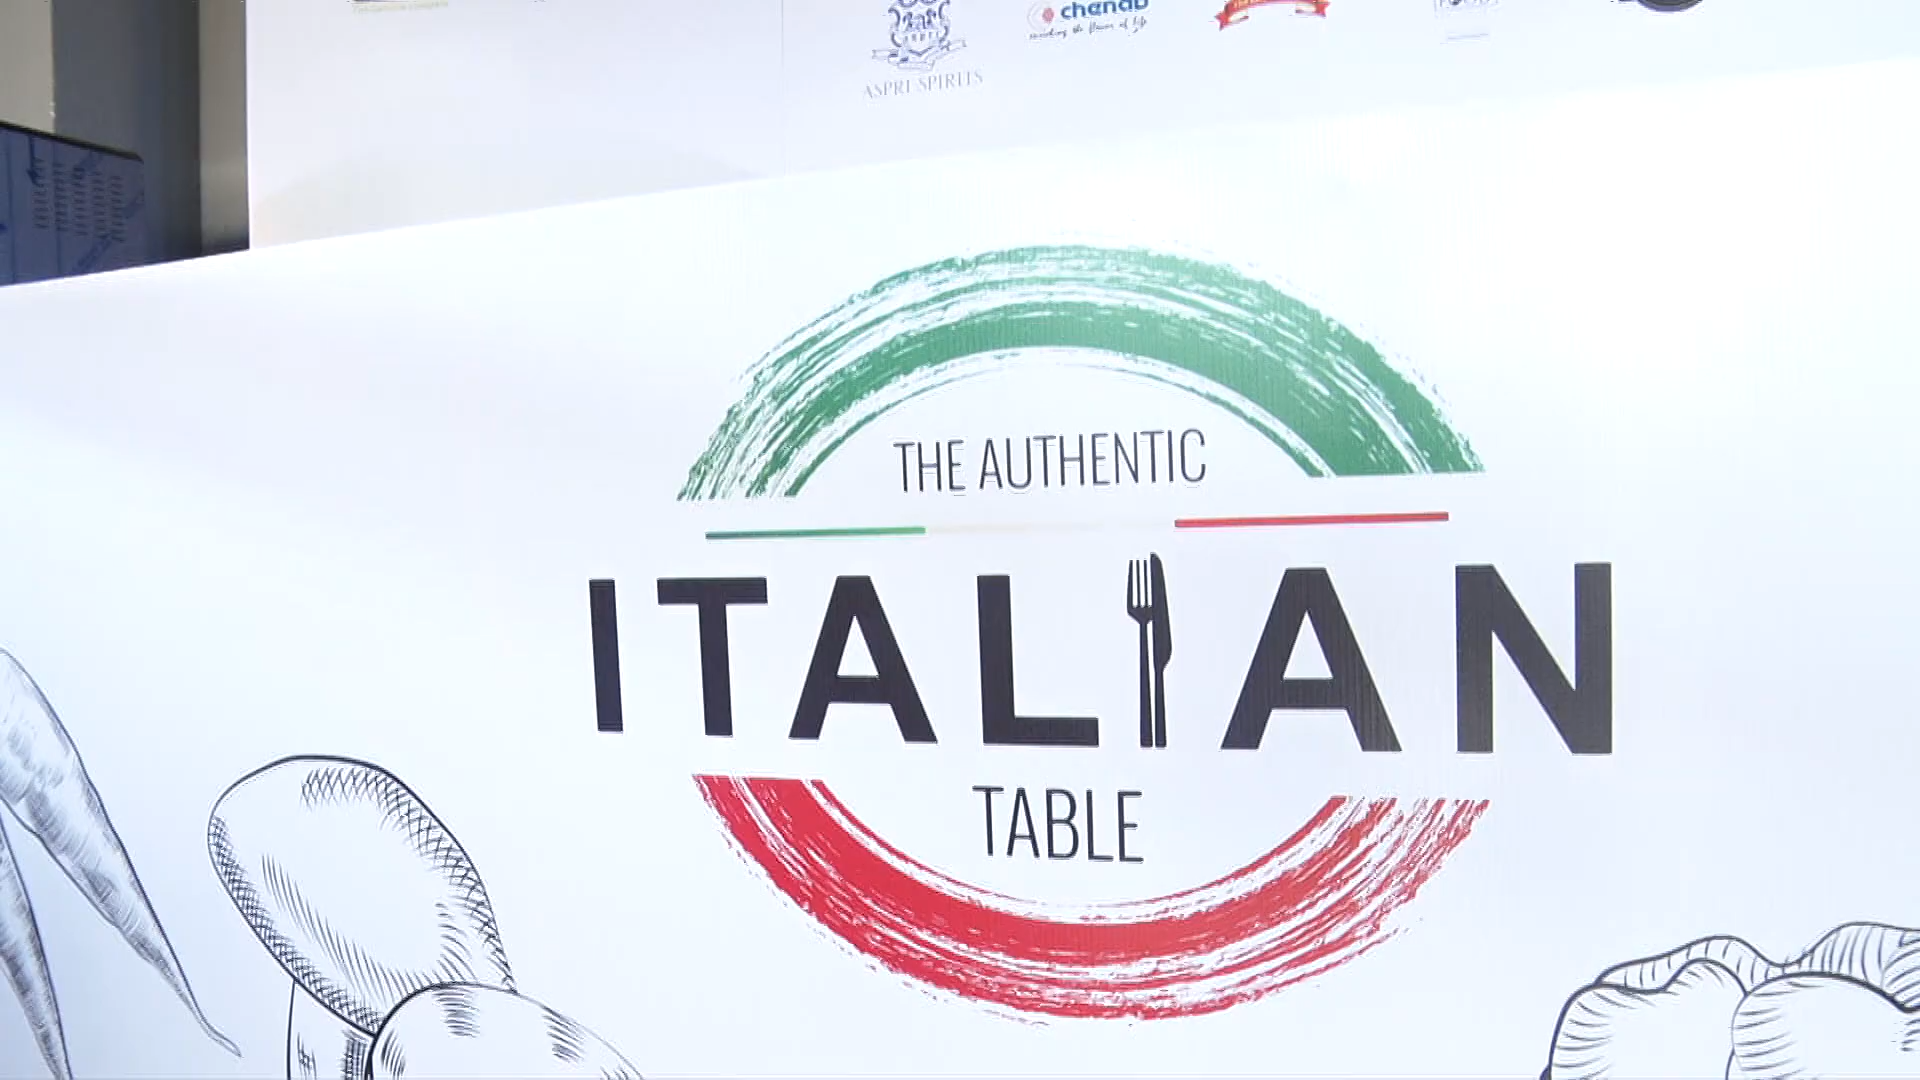 chenab
ASPRI SPIRITS
THE AUTHENTIC
ITALIAN
TABLE